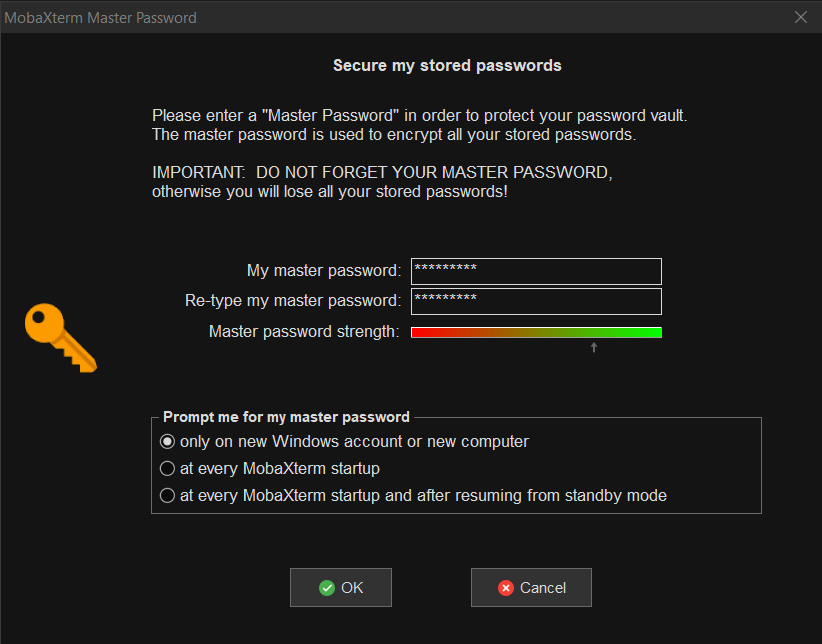 MobaXterm Master Password
Secure my stored passwords
Please enter a "Master Password" in order to protect your password vault.
The master password is used to encrypt all your stored passwords.
IMPORTANT:  DO NOT FORGET YOUR MASTER PASSWORD,
otherwise you will lose all your stored passwords!
My master password: *********
Re-type my master password: *********
Master password strength:
Prompt me for my master password
only on new Windows account or new computer
at every MobaXterm startup
at every MobaXterm startup and after resuming from standby mode
OK Cancel